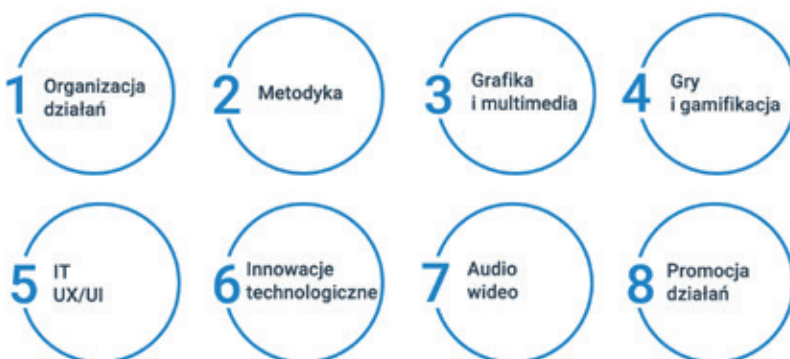 1 Organizacja
działań
2 Metodyka
3 Grafika
i multimedia
4 Gry
i gamifikacja
5 IT
UX/UI
6 Innowacje
technologiczne
7 Audio
wideo
8 Promocja
działań